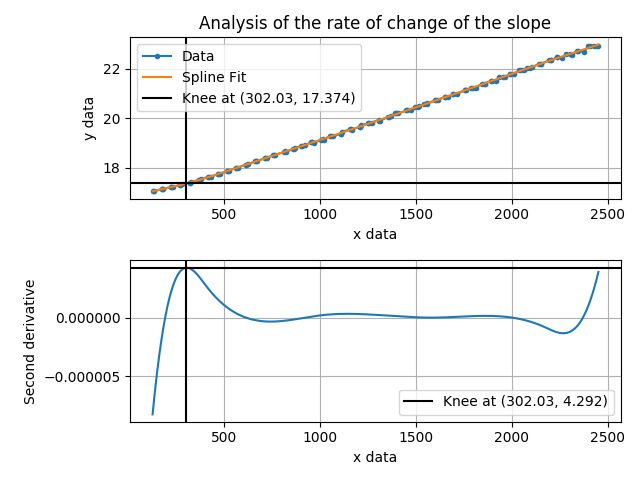 Analysis of the rate of change of the slope
Data
Spline Fit
Knee at (302.03, 17.374)
y data
22
20
18
500
1000
1500
2000
2500
x data
Second derivative
0.000000
−0.000005
Knee at (302.03, 4.292)
500
1000
1500
2000
2500
x data